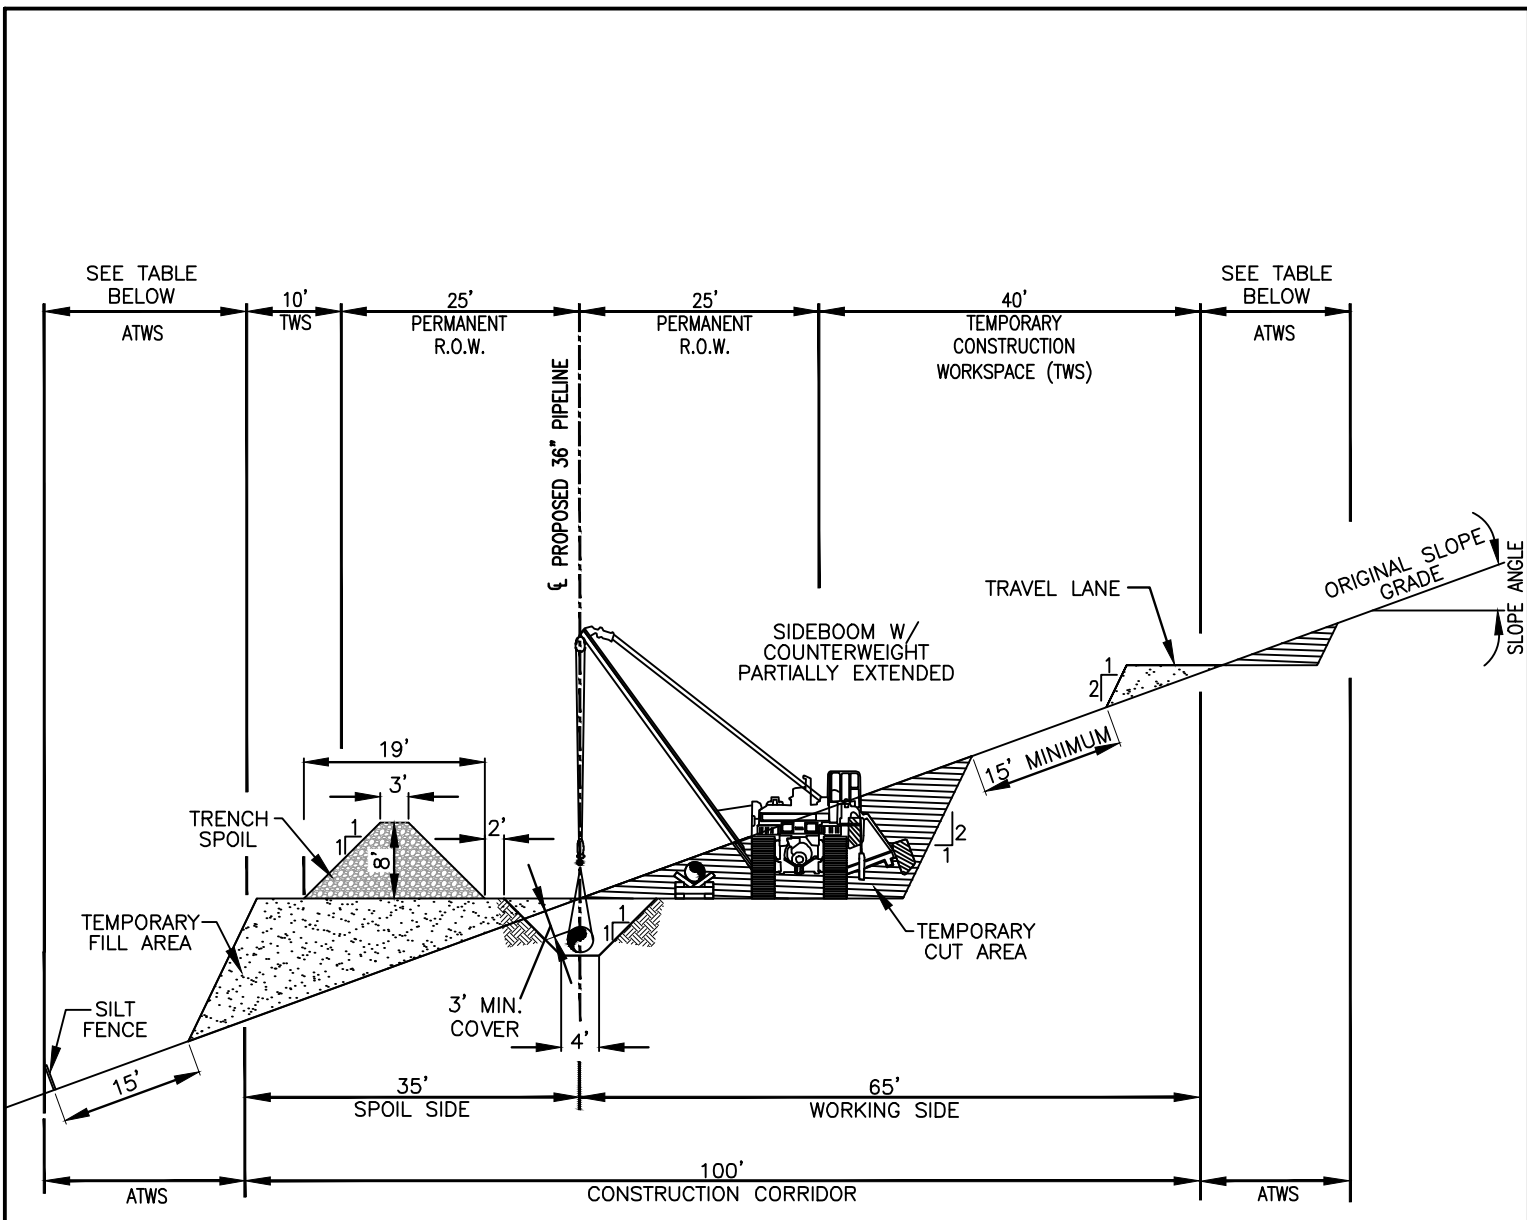 SEE TABLE
BELOW
ATWS
10'
TWS
25'
PERMANENT
R.O.W.
25'
PERMANENT
R.O.W.
40'
TEMPORARY
CONSTRUCTION
WORKSPACE (TWS)
SEE TABLE
BELOW
ATWS
℄ PROPOSED 36" PIPELINE
ORIGINAL SLOPE
GRADE
SLOPE ANGLE
TRAVEL LANE
SIDEBOOM W/
COUNTERWEIGHT
PARTIALLY EXTENDED
1
2
15' MINIMUM
19'
3'
TRENCH
SPOIL
1
1
8'
2'
2
1
TEMPORARY
FILL AREA
1
1
TEMPORARY
CUT AREA
3' MIN.
COVER
SILT
FENCE
4'
15'
35'
SPOIL SIDE
65'
WORKING SIDE
ATWS
100'
CONSTRUCTION CORRIDOR
ATWS